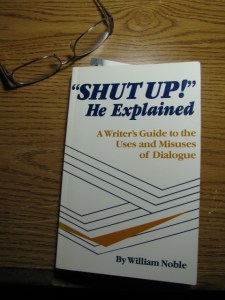 "SHUT UP!"
He Explained
A Writer's Guide to the
Uses and Misuses
of Dialogue
By William Noble